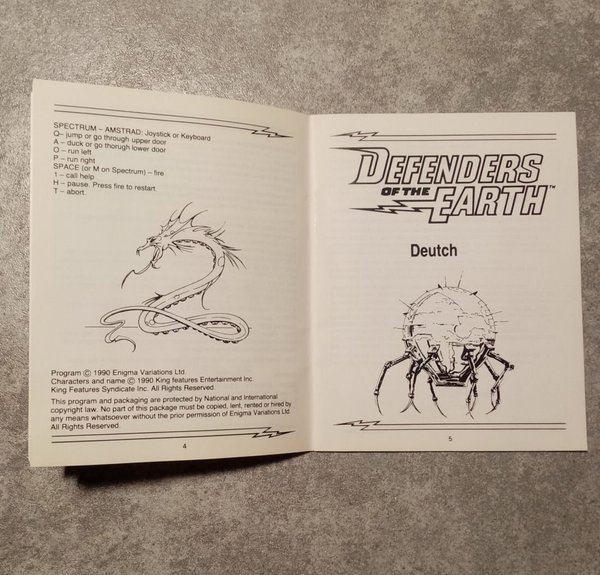 SPECTRUM – AMSTRAD: Joystick or Keyboard
Q– jump or go through upper door
A – duck or go thorugh lower door
O – run left
P – run right
SPACE (or M on Spectrum) – fire
1 – call help
H – pause. Press fire to restart
T – abort.
Program © 1990 Enigma Variations Ltd.
Characters and name © 1990 King features Entertainment Inc.
King Features Syndicate Inc. All Rights Reserved.
This program and packaging are protected by National and International
copyright law. No part of this package must be copied, lent, rented or hired by
any means whatsoever without the prior permission of Enigma Variations Ltd.
All Rights Reserved.
4
DEFENDERS
OF THE
EARTH™
Deutch
5